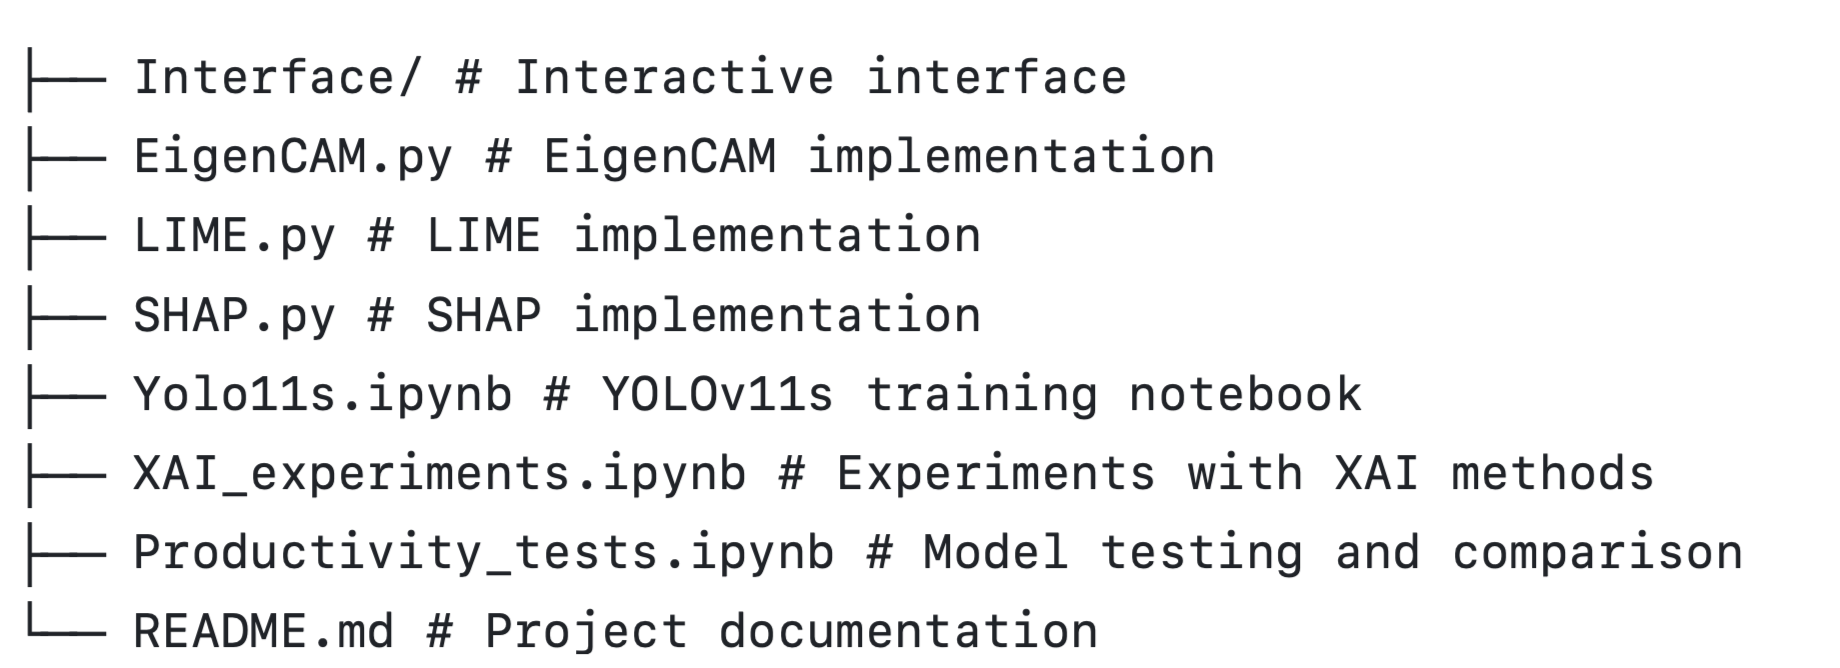 ├── Interface/ # Interactive interface
├── EigenCAM.py # EigenCAM implementation
├── LIME.py # LIME implementation
├── SHAP.py # SHAP implementation
├── Yolo11s.ipynb # YOLOv11s training notebook
├── XAI_experiments.ipynb # Experiments with XAI methods
├── Productivity_tests.ipynb # Model testing and comparison
└── README.md # Project documentation